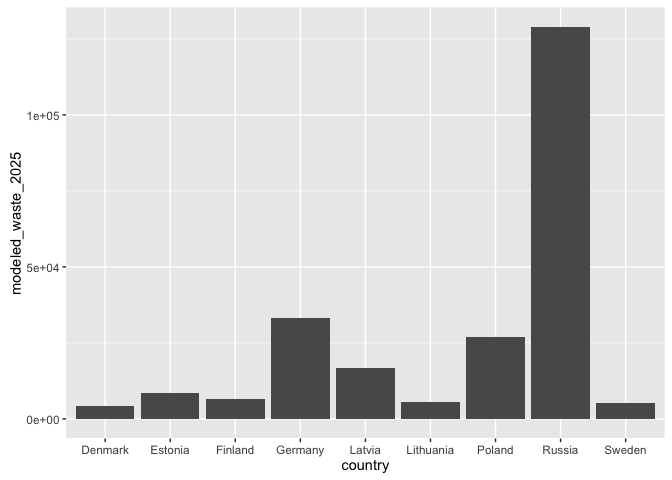 modeled_waste_2025
1e+05
5e+04
0e+00
Denmark Estonia Finland Germany Latvia Lithuania Poland Russia Sweden
country